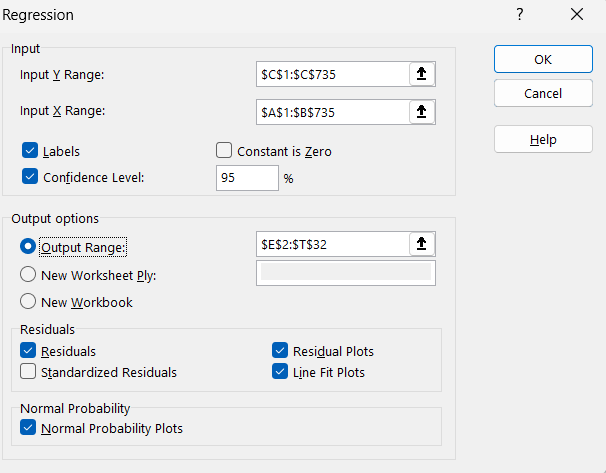 Regression ?
Input
Input Y Range: $C$1:$C$735 OK
Cancel
Input X Range: $A$1:$B$735
Help
Labels Constant is Zero
Confidence Level: 95 %
Output options
Output Range: $E$2:$T$32
New Worksheet Ply:
New Workbook
Residuals
Residuals Residual Plots
Standardized Residuals Line Fit Plots
Normal Probability
Normal Probability Plots